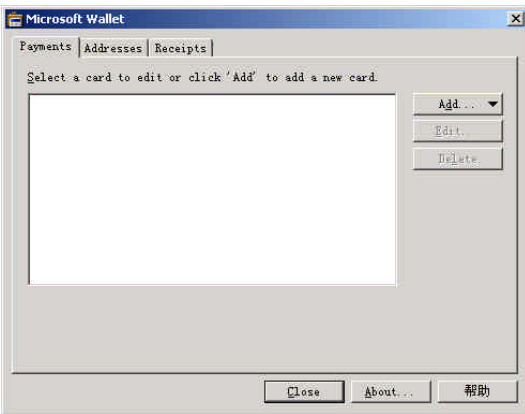 Microsoft Wallet
Payments Addresses Receipts
Select a card to edit or click 'Add' to add a new card.
Add...
Edit...
Delete
Close About... 帮助